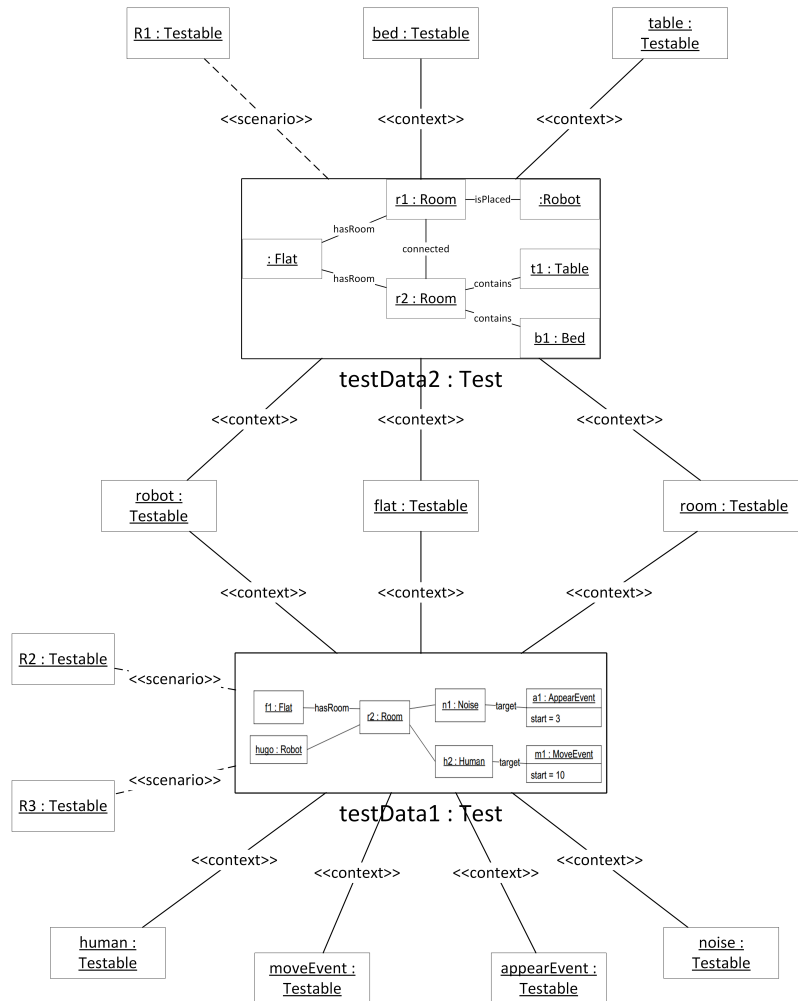 R1 : Testable
bed : Testable
table :
Testable
<<scenario>>
<<context>>
<<context>>
r1 : Room
isPlaced
:Robot
hasRoom
connected
: Flat
t1 : Table
hasRoom
contains
r2 : Room
contains
b1 : Bed
testData2 : Test
<<context>>
<<context>>
<<context>>
robot :
Testable
flat : Testable
room : Testable
<<context>>
<<context>>
<<context>>
R2 : Testable
<<scenario>>
f1 : Flat
hasRoom
r2 : Room
n1 : Noise
target
a1 : AppearEvent
start = 3
hugo : Robot
h2 : Human
target
m1 : MoveEvent
start = 10
<<scenario>>
R3 : Testable
testData1 : Test
<<context>>
<<context>>
<<context>>
<<context>>
human :
Testable
moveEvent :
Testable
appearEvent :
Testable
noise :
Testable